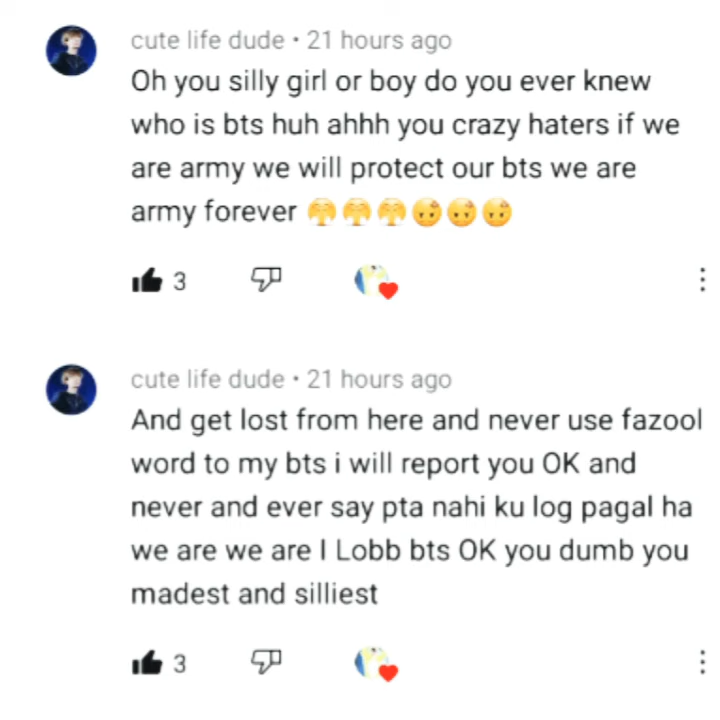 cute life dude • 21 hours ago
Oh you silly girl or boy do you ever knew
who is bts huh ahhh you crazy haters if we
are army we will protect our bts we are
army forever 😤😤😤🤕🤕🤕
3
cute life dude • 21 hours ago
And get lost from here and never use fazool
word to my bts i will report you OK and
never and ever say pta nahi ku log pagal ha
we are we are I Lobb bts OK you dumb you
madest and silliest
3